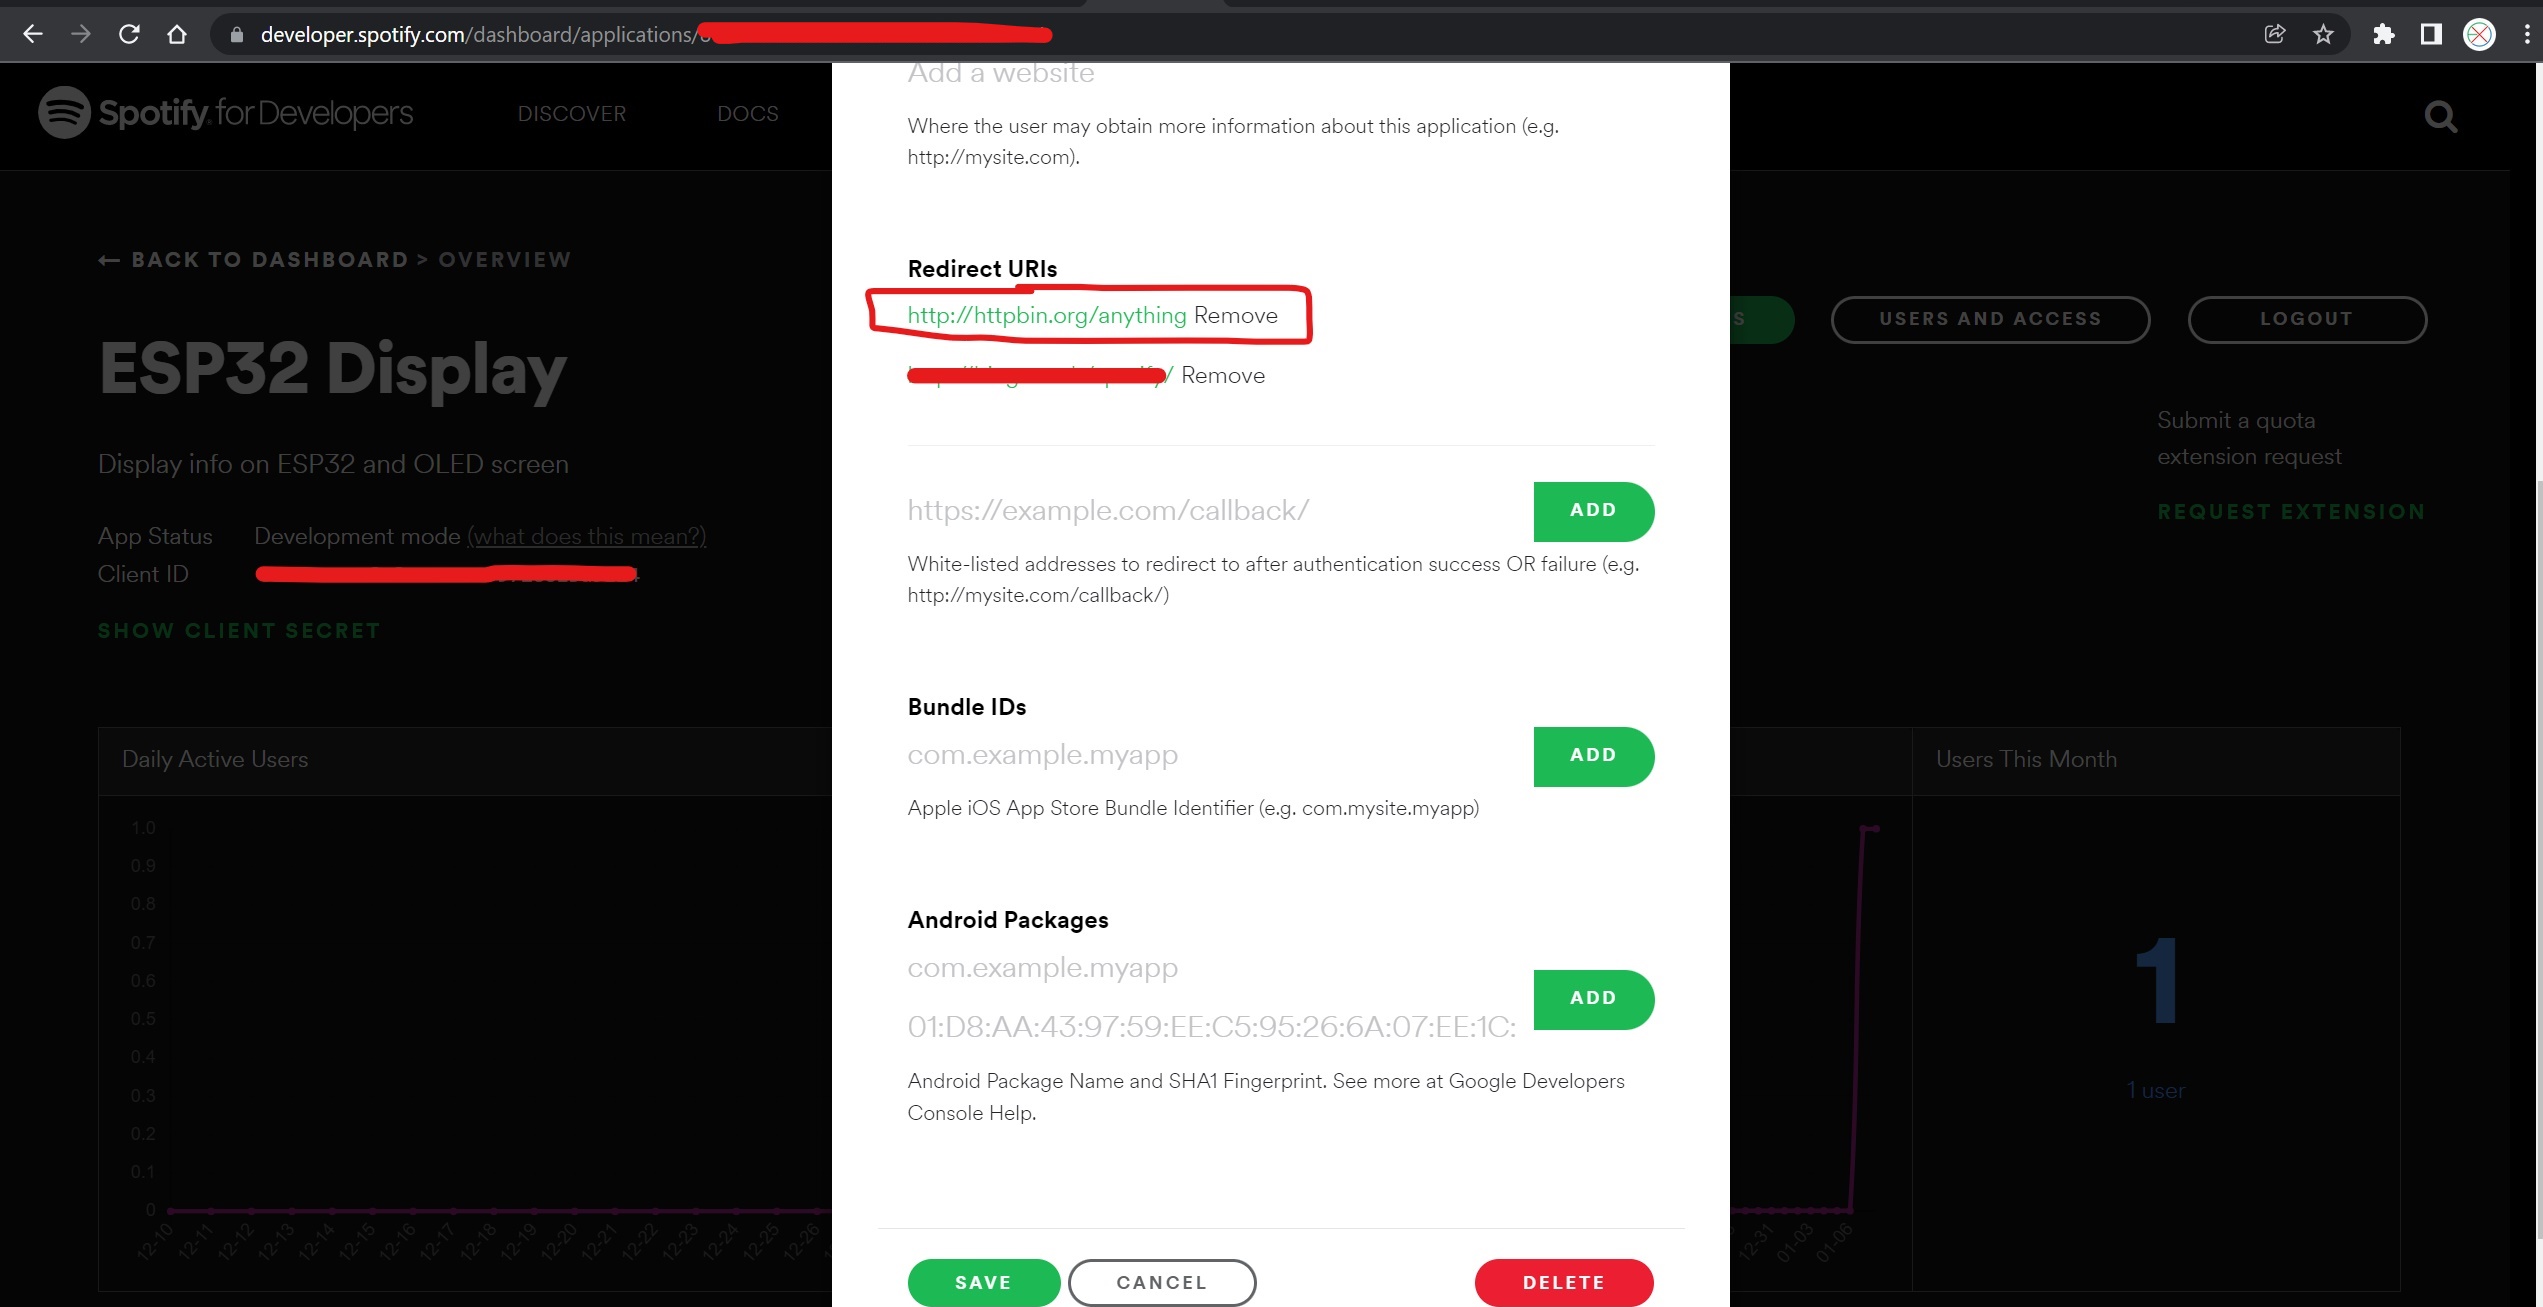 developer.spotify.com/dashboard/applications/
Spotify for Developers
DISCOVER
DOCS
← BACK TO DASHBOARD > OVERVIEW
ESP32 Display
Display info on ESP32 and OLED screen
App Status Development mode (what does this mean?)
Client ID
SHOW CLIENT SECRET
Add a website
Where the user may obtain more information about this application (e.g.
http://mysite.com).
Redirect URIs
http://httpbin.org/anything Remove
Remove
https://example.com/callback/
ADD
White-listed addresses to redirect to after authentication success OR failure (e.g.
http://mysite.com/callback/)
Bundle IDs
com.example.myapp
ADD
Apple iOS App Store Bundle Identifier (e.g. com.mysite.myapp)
Android Packages
com.example.myapp
ADD
01:D8:AA:43:97:59:EE:C5:95:26:6A:07:EE:1C:
Android Package Name and SHA1 Fingerprint. See more at Google Developers
Console Help.
SAVE
CANCEL
DELETE
S
USERS AND ACCESS
LOGOUT
Submit a quota
extension request
REQUEST EXTENSION
Daily Active Users
1.0
0.9
0.8
0.7
0.6
0.5
0.4
0.3
0.2
0.1
0
12-10
12-11
12-12
12-13
12-14
12-15
12-16
12-17
12-18
12-19
12-20
12-21
12-22
12-23
12-24
12-25
12-26
12-31
01-03
01-06
Users This Month
1
1 user